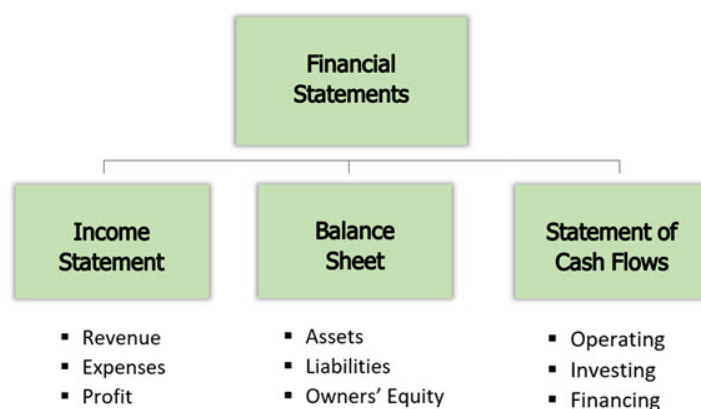 Financial
Statements
Income
Statement
▪ Revenue
▪ Expenses
▪ Profit
Balance
Sheet
▪ Assets
▪ Liabilities
▪ Owners’ Equity
Statement of
Cash Flows
▪ Operating
▪ Investing
▪ Financing